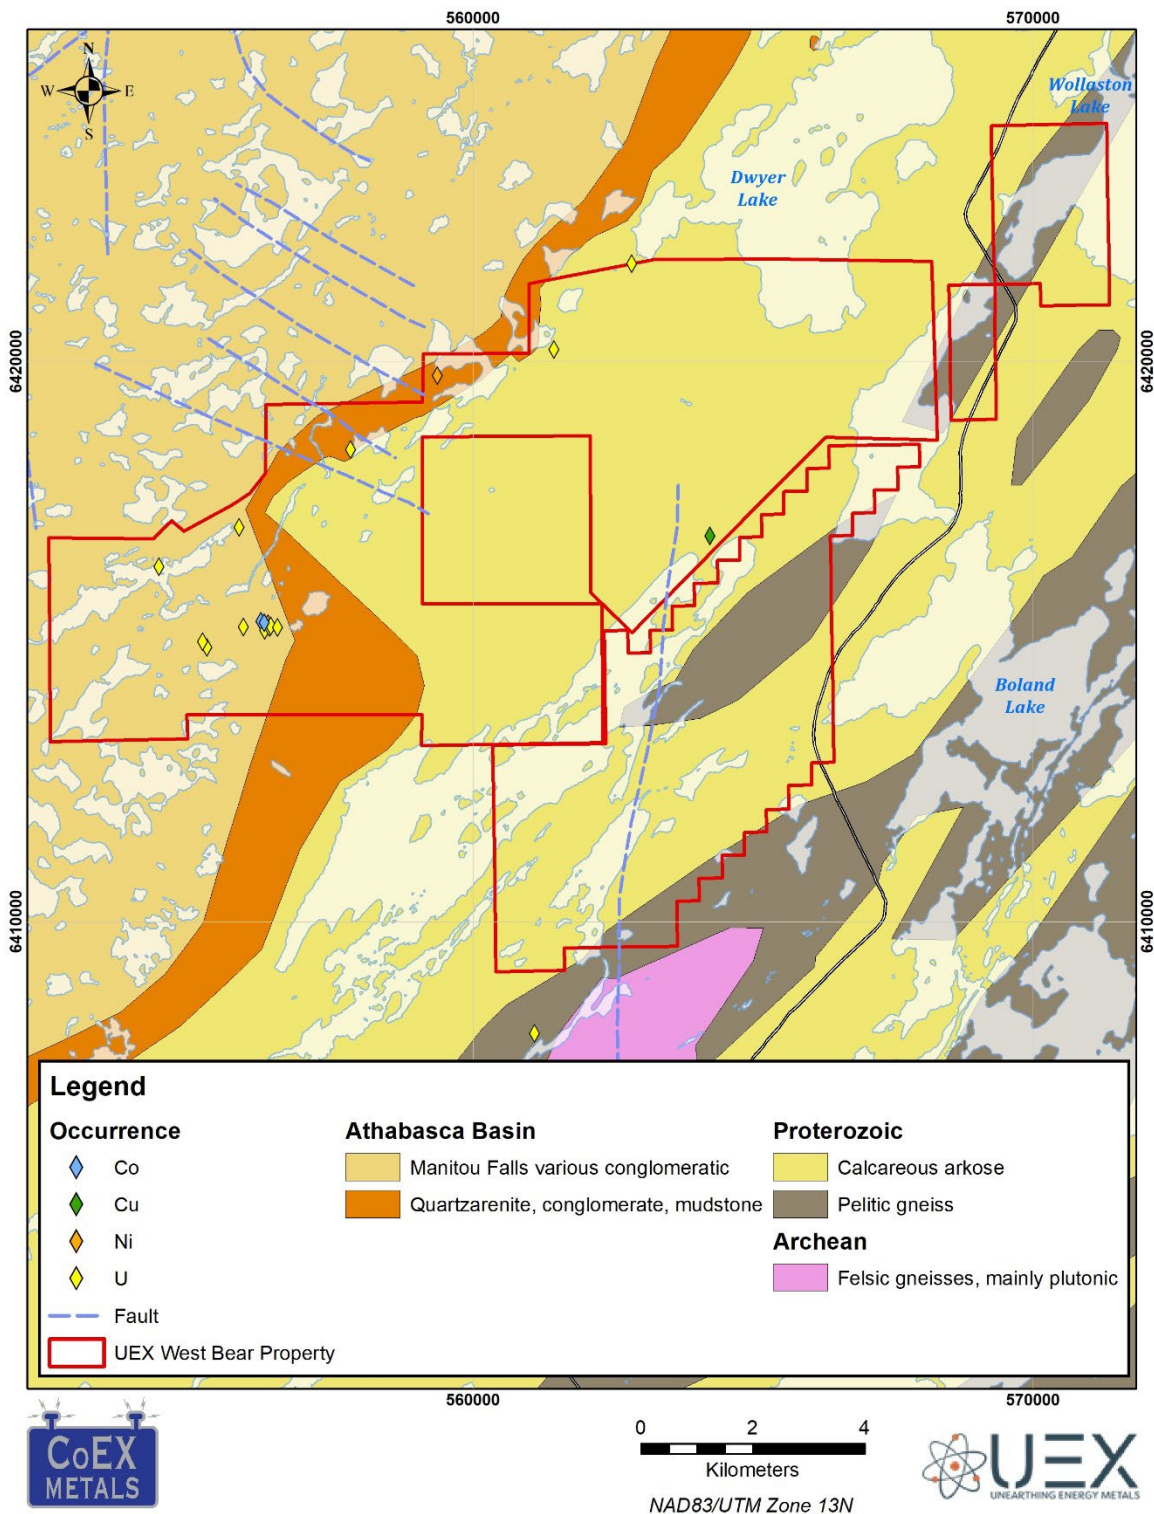 560000
570000
N
W
E
S
Wollaston
Lake
Dwyer
Lake
6420000
6420000
Boland
Lake
6410000
6410000
Legend
Occurrence
Co
Cu
Ni
U
Fault
UEX West Bear Property
Athabasca Basin
Manitou Falls various conglomeratic
Quartzarenite, conglomerate, mudstone
Proterozoic
Calcareous arkose
Pelitic gneiss
Archean
Felsic gneisses, mainly plutonic
560000
570000
CoEX
METALS
0 2 4
Kilometers
NAD83/UTM Zone 13N
UEX
UNEARTHING ENERGY METALS